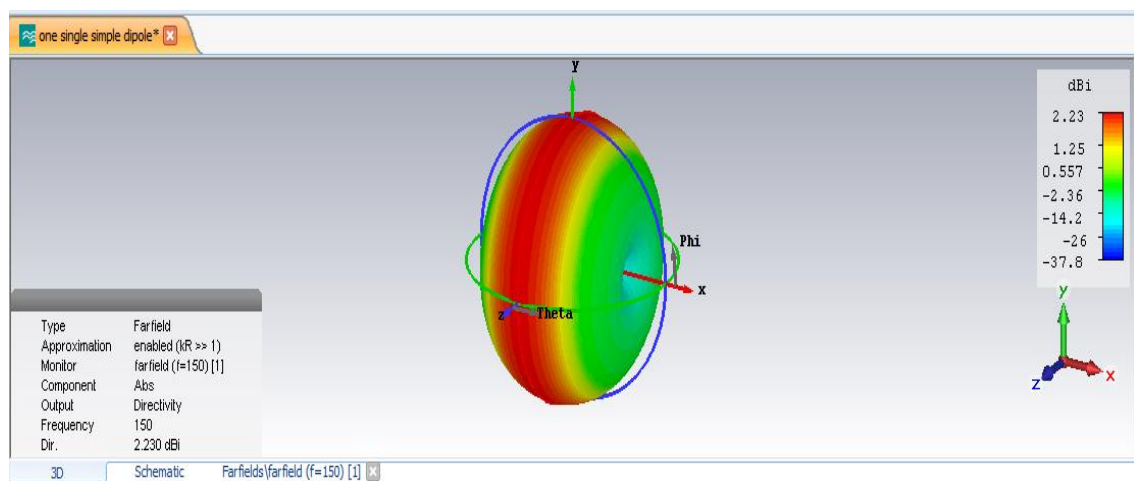 one single simple dipole*
y
Phi
x
z
Theta
dBi
2.23
1.25
0.557
-2.36
-14.2
-26
-37.8
y
x
z
Type Farfield
Approximation enabled (kR >> 1)
Monitor farfield (f=150) [1]
Component Abs
Output Directivity
Frequency 150
Dir. 2.230 dBi
3D Schematic Farfields\farfield (f=150) [1]